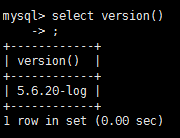 mysql> select version()
    -> ;
+------------+
| version()  |
+------------+
| 5.6.20-log |
+------------+
1 row in set (0.00 sec)